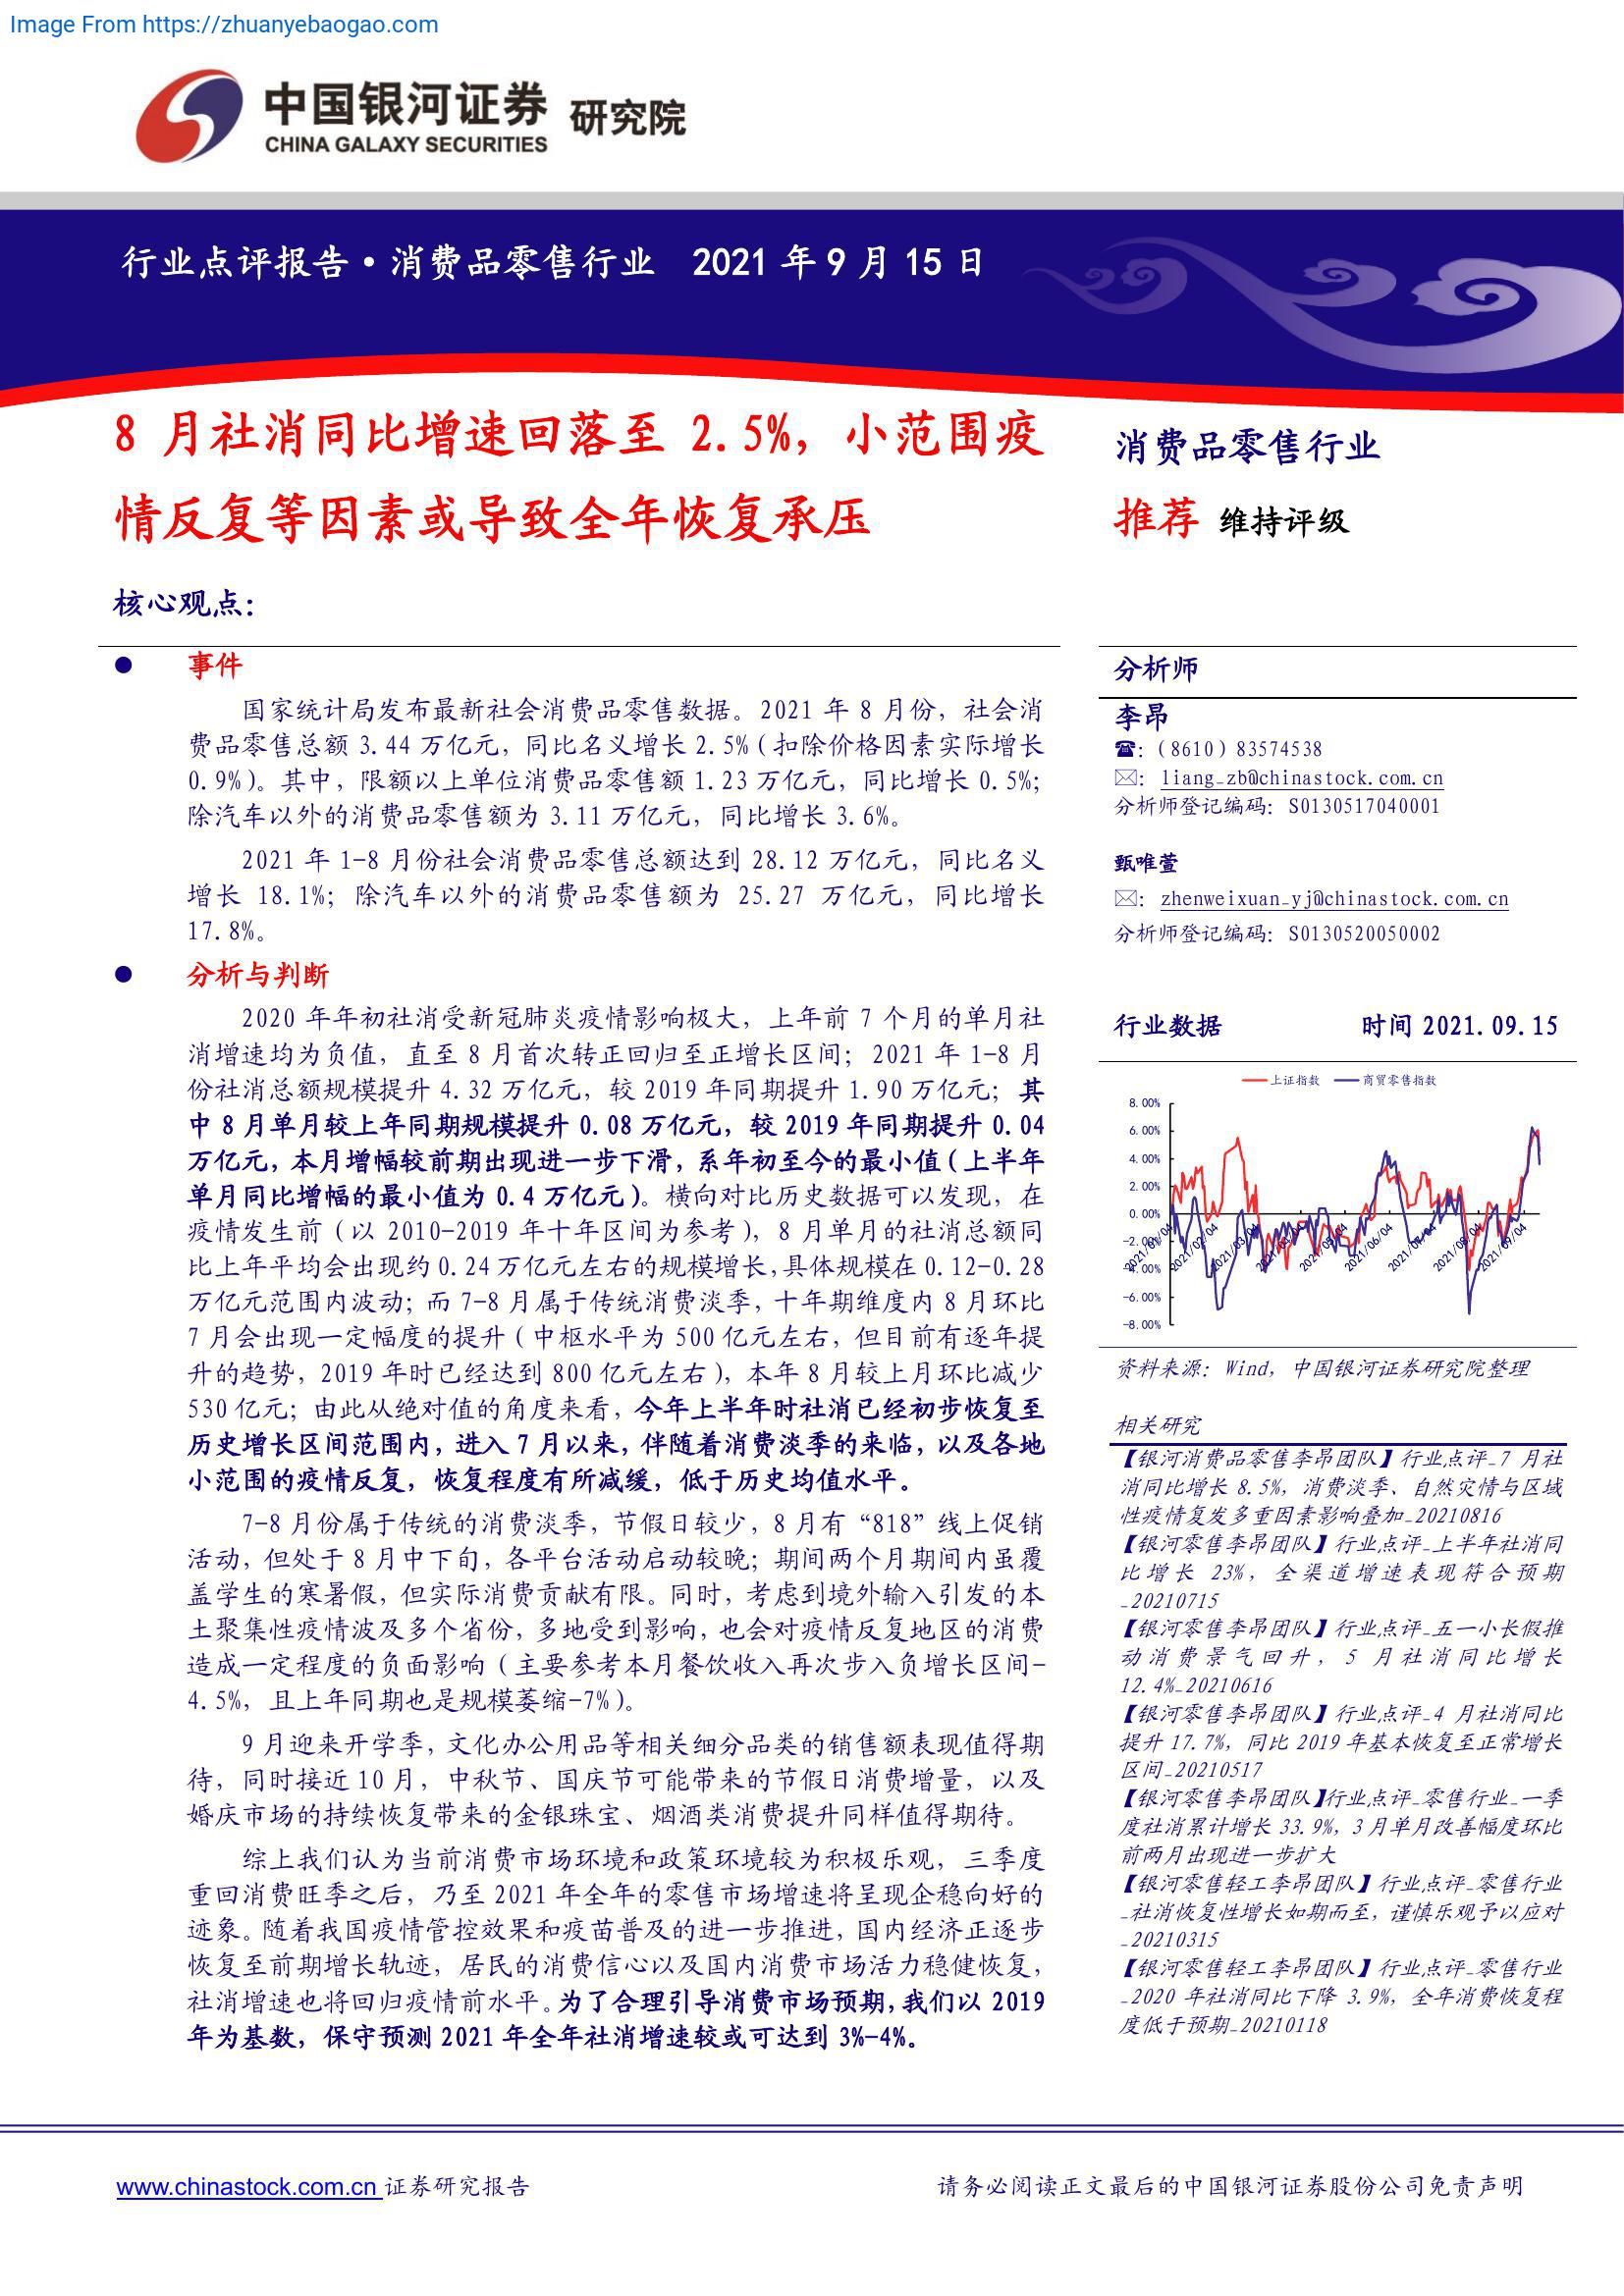 Image From https://zhuanyebaogao.com
中国银河证券 研究院
CHINA GALAXY SECURITIES
行业点评报告·消费品零售行业 2021 年 9 月 15 日
8 月社消同比增速回落至 2.5%，小范围疫
情反复等因素或导致全年恢复承压
核心观点：
● 事件
国家统计局发布最新社会消费品零售数据。2021 年 8 月份，社会消
费品零售总额 3.44 万亿元，同比名义增长 2.5%（扣除价格因素实际增长
0.9%）。其中，限额以上单位消费品零售额 1.23 万亿元，同比增长 0.5%；
除汽车以外的消费品零售额为 3.11 万亿元，同比增长 3.6%。
2021 年 1-8 月份社会消费品零售总额达到 28.12 万亿元，同比名义
增长 18.1%；除汽车以外的消费品零售额为 25.27 万亿元，同比增长
17.8%。
● 分析与判断
2020 年年初社消受新冠肺炎疫情影响极大，上年前 7 个月的单月社
消增速均为负值，直至 8 月首次转正回归至正增长区间；2021 年 1-8 月
份社消总额规模提升 4.32 万亿元，较 2019 年同期提升 1.90 万亿元；其
中 8 月单月较上年同期规模提升 0.08 万亿元，较 2019 年同期提升 0.04
万亿元，本月增幅较前期出现进一步下滑，系年初至今的最小值（上半年
单月同比增幅的最小值为 0.4 万亿元）。横向对比历史数据可以发现，在
疫情发生前（以 2010-2019 年十年区间为参考），8 月单月的社消总额同
比上年平均会出现约 0.24 万亿元左右的规模增长，具体规模在 0.12-0.28
万亿元范围内波动；而 7-8 月属于传统消费淡季，十年期维度内 8 月环比
7 月会出现一定幅度的提升（中枢水平为 500 亿元左右，但目前有逐年提
升的趋势，2019 年时已经达到 800 亿元左右），本年 8 月较上月环比减少
530 亿元；由此从绝对值的角度来看，今年上半年时社消已经初步恢复至
历史增长区间范围内，进入 7 月以来，伴随着消费淡季的来临，以及各地
小范围的疫情反复，恢复程度有所减缓，低于历史均值水平。
7-8 月份属于传统的消费淡季，节假日较少，8 月有“818”线上促销
活动，但处于 8 月中下旬，各平台活动启动较晚；期间两个月期间内虽覆
盖学生的寒暑假，但实际消费贡献有限。同时，考虑到境外输入引发的本
土聚集性疫情波及多个省份，多地受到影响，也会对疫情反复地区的消费
造成一定程度的负面影响（主要参考本月餐饮收入再次步入负增长区间-
4.5%，且上年同期也是规模萎缩-7%）。
9 月迎来开学季，文化办公用品等相关细分品类的销售额表现值得期
待，同时接近 10 月，中秋节、国庆节可能带来的节假日消费增量，以及
婚庆市场的持续恢复带来的金银珠宝、烟酒类消费提升同样值得期待。
综上我们认为当前消费市场环境和政策环境较为积极乐观，三季度
重回消费旺季之后，乃至 2021 年全年的零售市场增速将呈现企稳向好的
迹象。随着我国疫情管控效果和疫苗普及的进一步推进，国内经济正逐步
恢复至前期增长轨迹，居民的消费信心以及国内消费市场活力稳健恢复，
社消增速也将回归疫情前水平。为了合理引导消费市场预期，我们以 2019
年为基数，保守预测 2021 年全年社消增速较或可达到 3%-4%。
消费品零售行业
推荐 维持评级
分析师
李昂
☎：（8610）83574538
✉：liang_zb@chinastock.com.cn
分析师登记编码：S0130517040001
甄唯萱
✉：zhenweixuan_yj@chinastock.com.cn
分析师登记编码：S0130520050002
行业数据 时间 2021.09.15
上证指数 商贸零售指数
8.00%
6.00%
4.00%
2.00%
0.00%
-2.00%
-4.00%
-6.00%
-8.00%
2021/01/04 2021/02/04 2021/03/04 2021/04/04 2021/05/04 2021/06/04 2021/07/04 2021/08/04 2021/09/04
资料来源：Wind，中国银河证券研究院整理
相关研究
【银河消费品零售李昂团队】行业点评_7 月社
消同比增长 8.5%，消费淡季、自然灾情与区域
性疫情复发多重因素影响叠加_20210816
【银河零售李昂团队】行业点评_上半年社消同
比增长 23%，全渠道增速表现符合预期
_20210715
【银河零售李昂团队】行业点评_五一小长假推
动消费景气回升，5 月社消同比增长
12.4%_20210616
【银河零售李昂团队】行业点评_4 月社消同比
提升 17.7%，同比 2019 年基本恢复至正常增长
区间_20210517
【银河零售李昂团队】行业点评_零售行业_一季
度社消累计增长 33.9%，3 月单月改善幅度环比
前两月出现进一步扩大
【银河零售轻工李昂团队】行业点评_零售行业
_社消恢复性增长如期而至，谨慎乐观予以应对
_20210315
【银河零售轻工李昂团队】行业点评_零售行业
_2020 年社消同比下降 3.9%，全年消费恢复程
度低于预期_20210118
www.chinastock.com.cn 证券研究报告
请务必阅读正文最后的中国银河证券股份公司免责声明